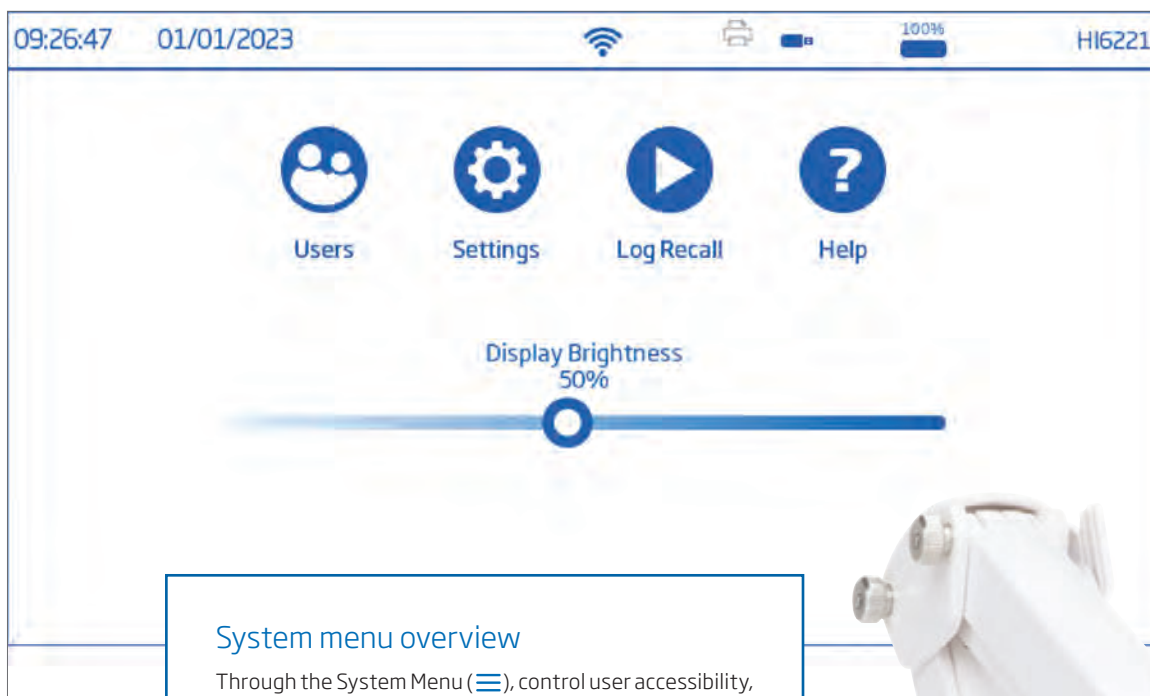 09:26:47 01/01/2023 100% HI6221
Users Settings Log Recall Help
Display Brightness
50%
System menu overview
Through the System Menu (☰), control user accessibility,